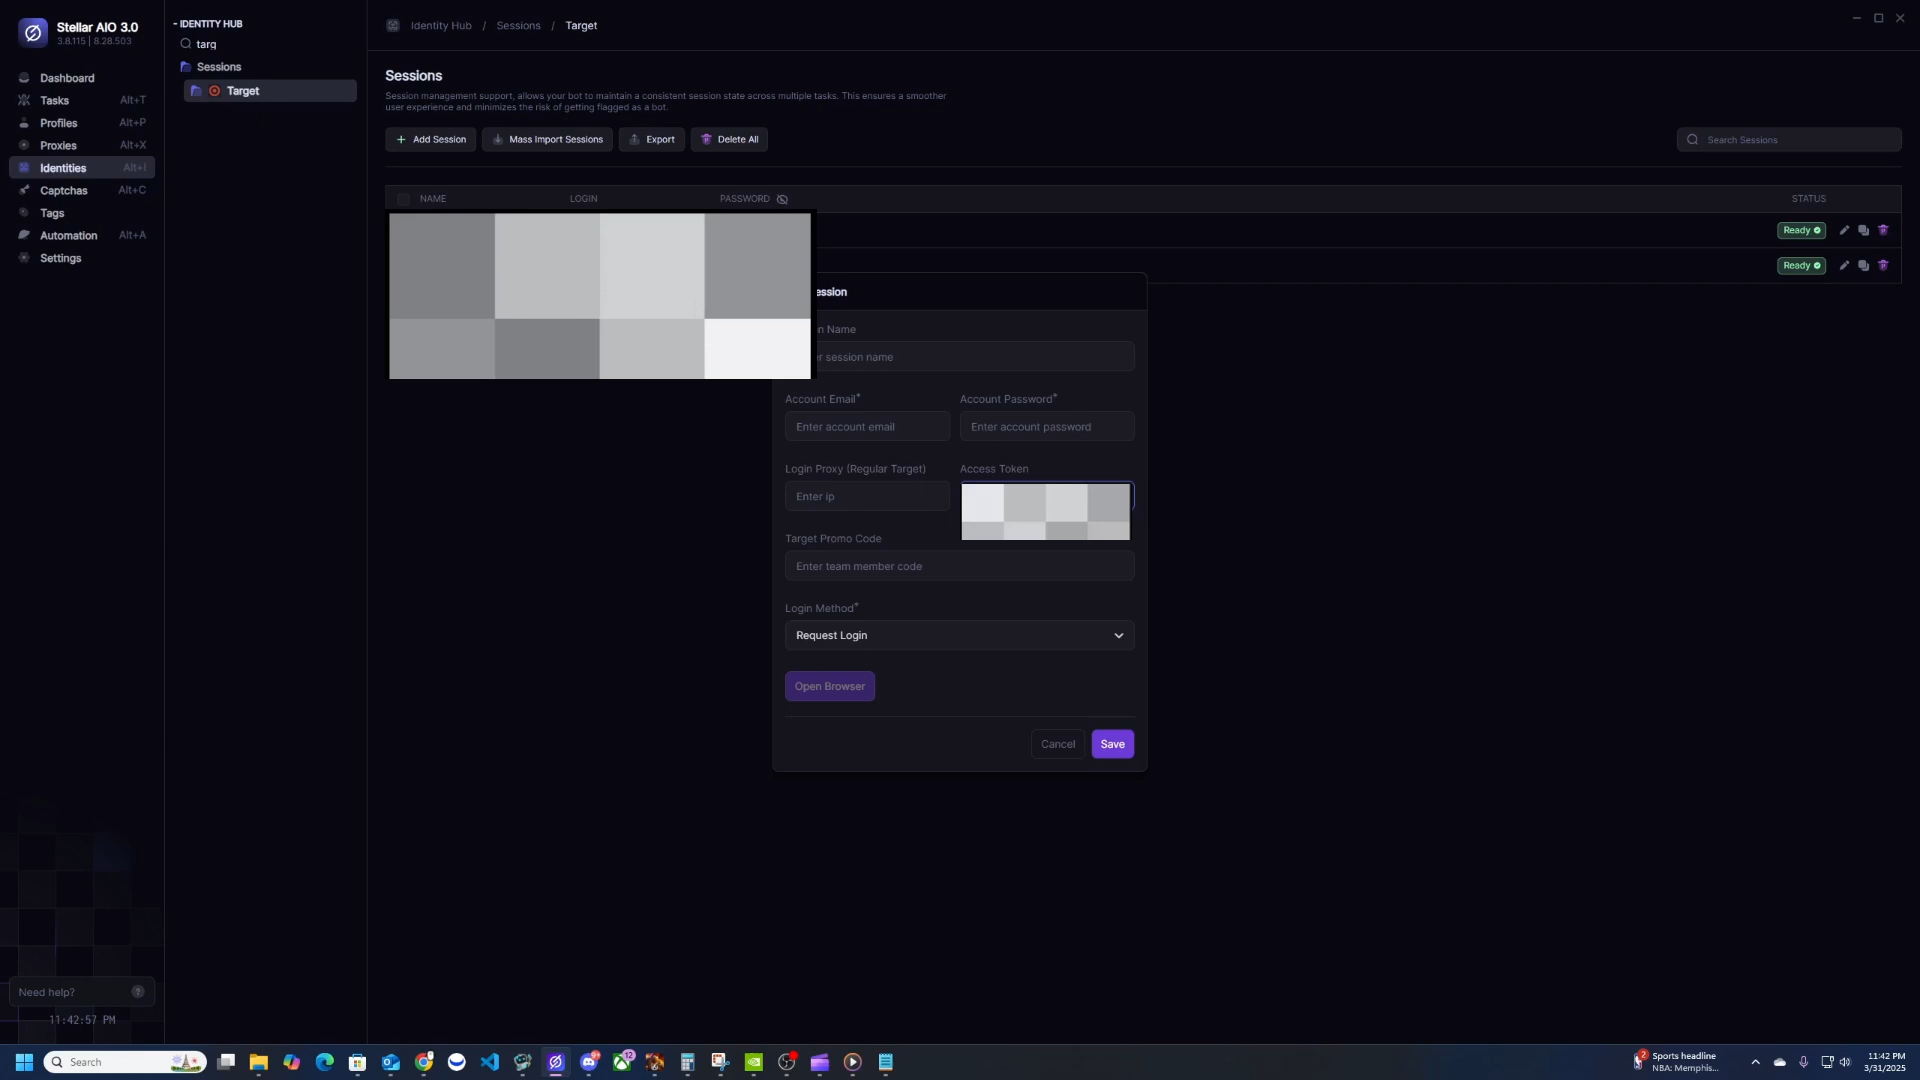 Stellar AIO 3.0
3.8.115 | 8.28.503
Dashboard
Tasks Alt+T
Profiles Alt+P
Proxies Alt+X
Identities Alt+I
Captchas Alt+C
Tags
Automation Alt+A
Settings
Need help? ?
11:42:57 PM
- IDENTITY HUB
targ
Sessions
Target
Identity Hub / Sessions / Target
Sessions
Session management support, allows your bot to maintain a consistent session state across multiple tasks. This ensures a smoother
user experience and minimizes the risk of getting flagged as a bot.
+ Add Session Mass Import Sessions Export Delete All
Search Sessions
NAME LOGIN PASSWORD STATUS
Ready
Ready
ession
n Name
session name
Account Email* Account Password*
Enter account email Enter account password
Login Proxy (Regular Target) Access Token
Enter ip
Target Promo Code
Enter team member code
Login Method*
Request Login
Open Browser
Cancel Save
Search
12
2
Sports headline
NBA: Memphis...
11:42 PM
3/31/2025